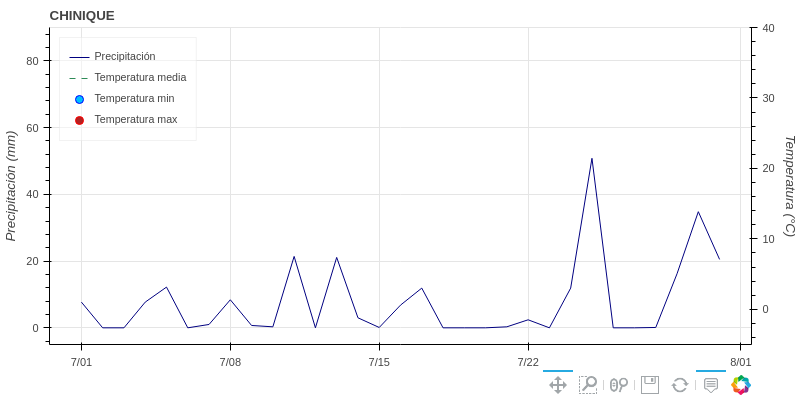 CHINIQUE
Precipitación
Temperatura media
Temperatura min
Temperatura max
Precipitación (mm)
80
60
40
20
0
40
30
20
10
0
Temperatura (°C)
7/01
7/08
7/15
7/22
8/01